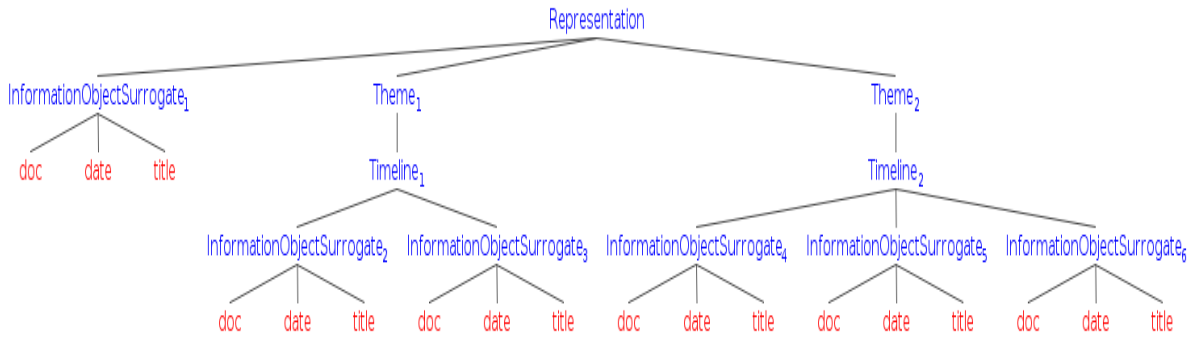 Representation
InformationObjectSurrogate1 Theme1 Theme2
doc date title Timeline1 Timeline2
InformationObjectSurrogate2 InformationObjectSurrogate3 InformationObjectSurrogate4 InformationObjectSurrogate5 InformationObjectSurrogate6
doc date title doc date title doc date title doc date title doc date title